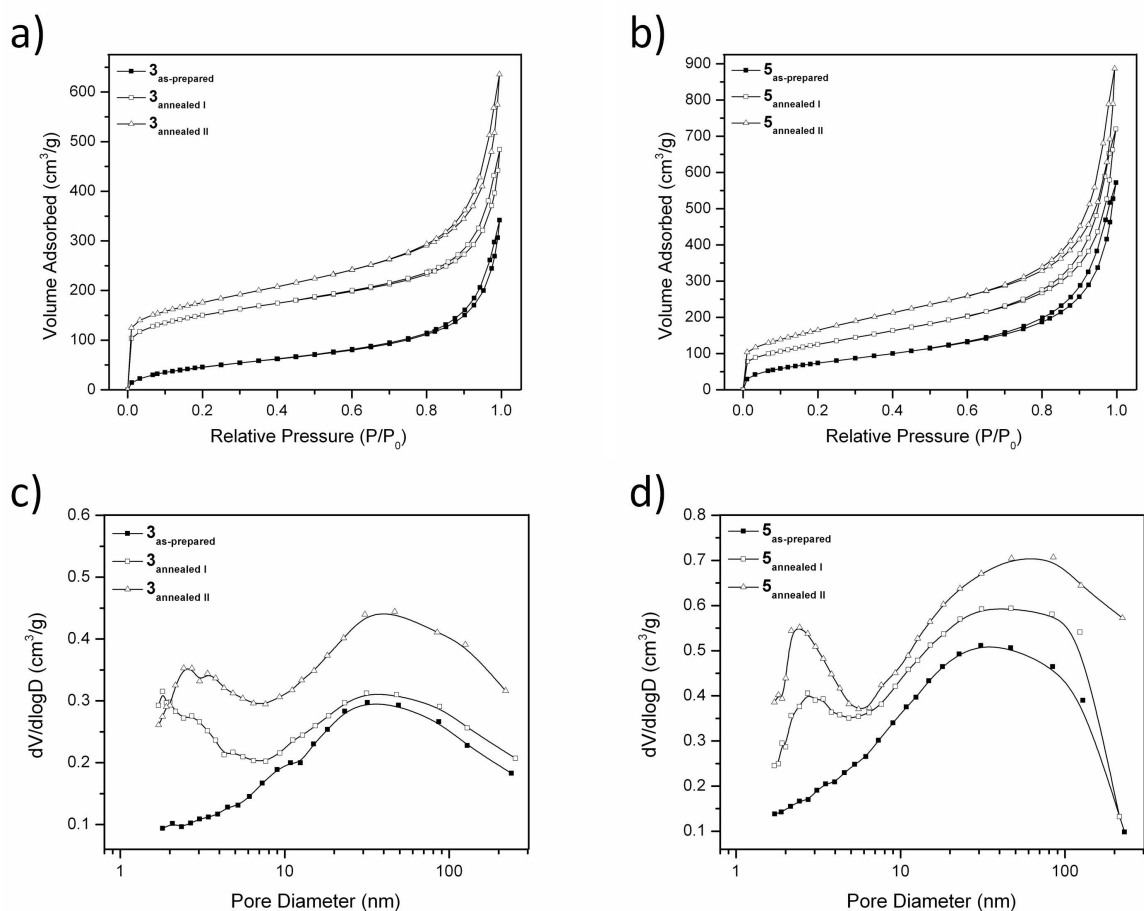 a)
3as-prepared
3annealed I
3annealed II
600
500
400
300
200
100
0
Volume Adsorbed (cm³/g)
0.0 0.2 0.4 0.6 0.8 1.0
Relative Pressure (P/P₀)
b)
5as-prepared
5annealed I
5annealed II
900
800
700
600
500
400
300
200
100
0
Volume Adsorbed (cm³/g)
0.0 0.2 0.4 0.6 0.8 1.0
Relative Pressure (P/P₀)
c)
3as-prepared
3annealed I
3annealed II
0.6
0.5
0.4
0.3
0.2
0.1
dV/dlogD (cm³/g)
1 10 100
Pore Diameter (nm)
d)
5as-prepared
5annealed I
5annealed II
0.8
0.7
0.6
0.5
0.4
0.3
0.2
0.1
dV/dlogD (cm³/g)
1 10 100
Pore Diameter (nm)